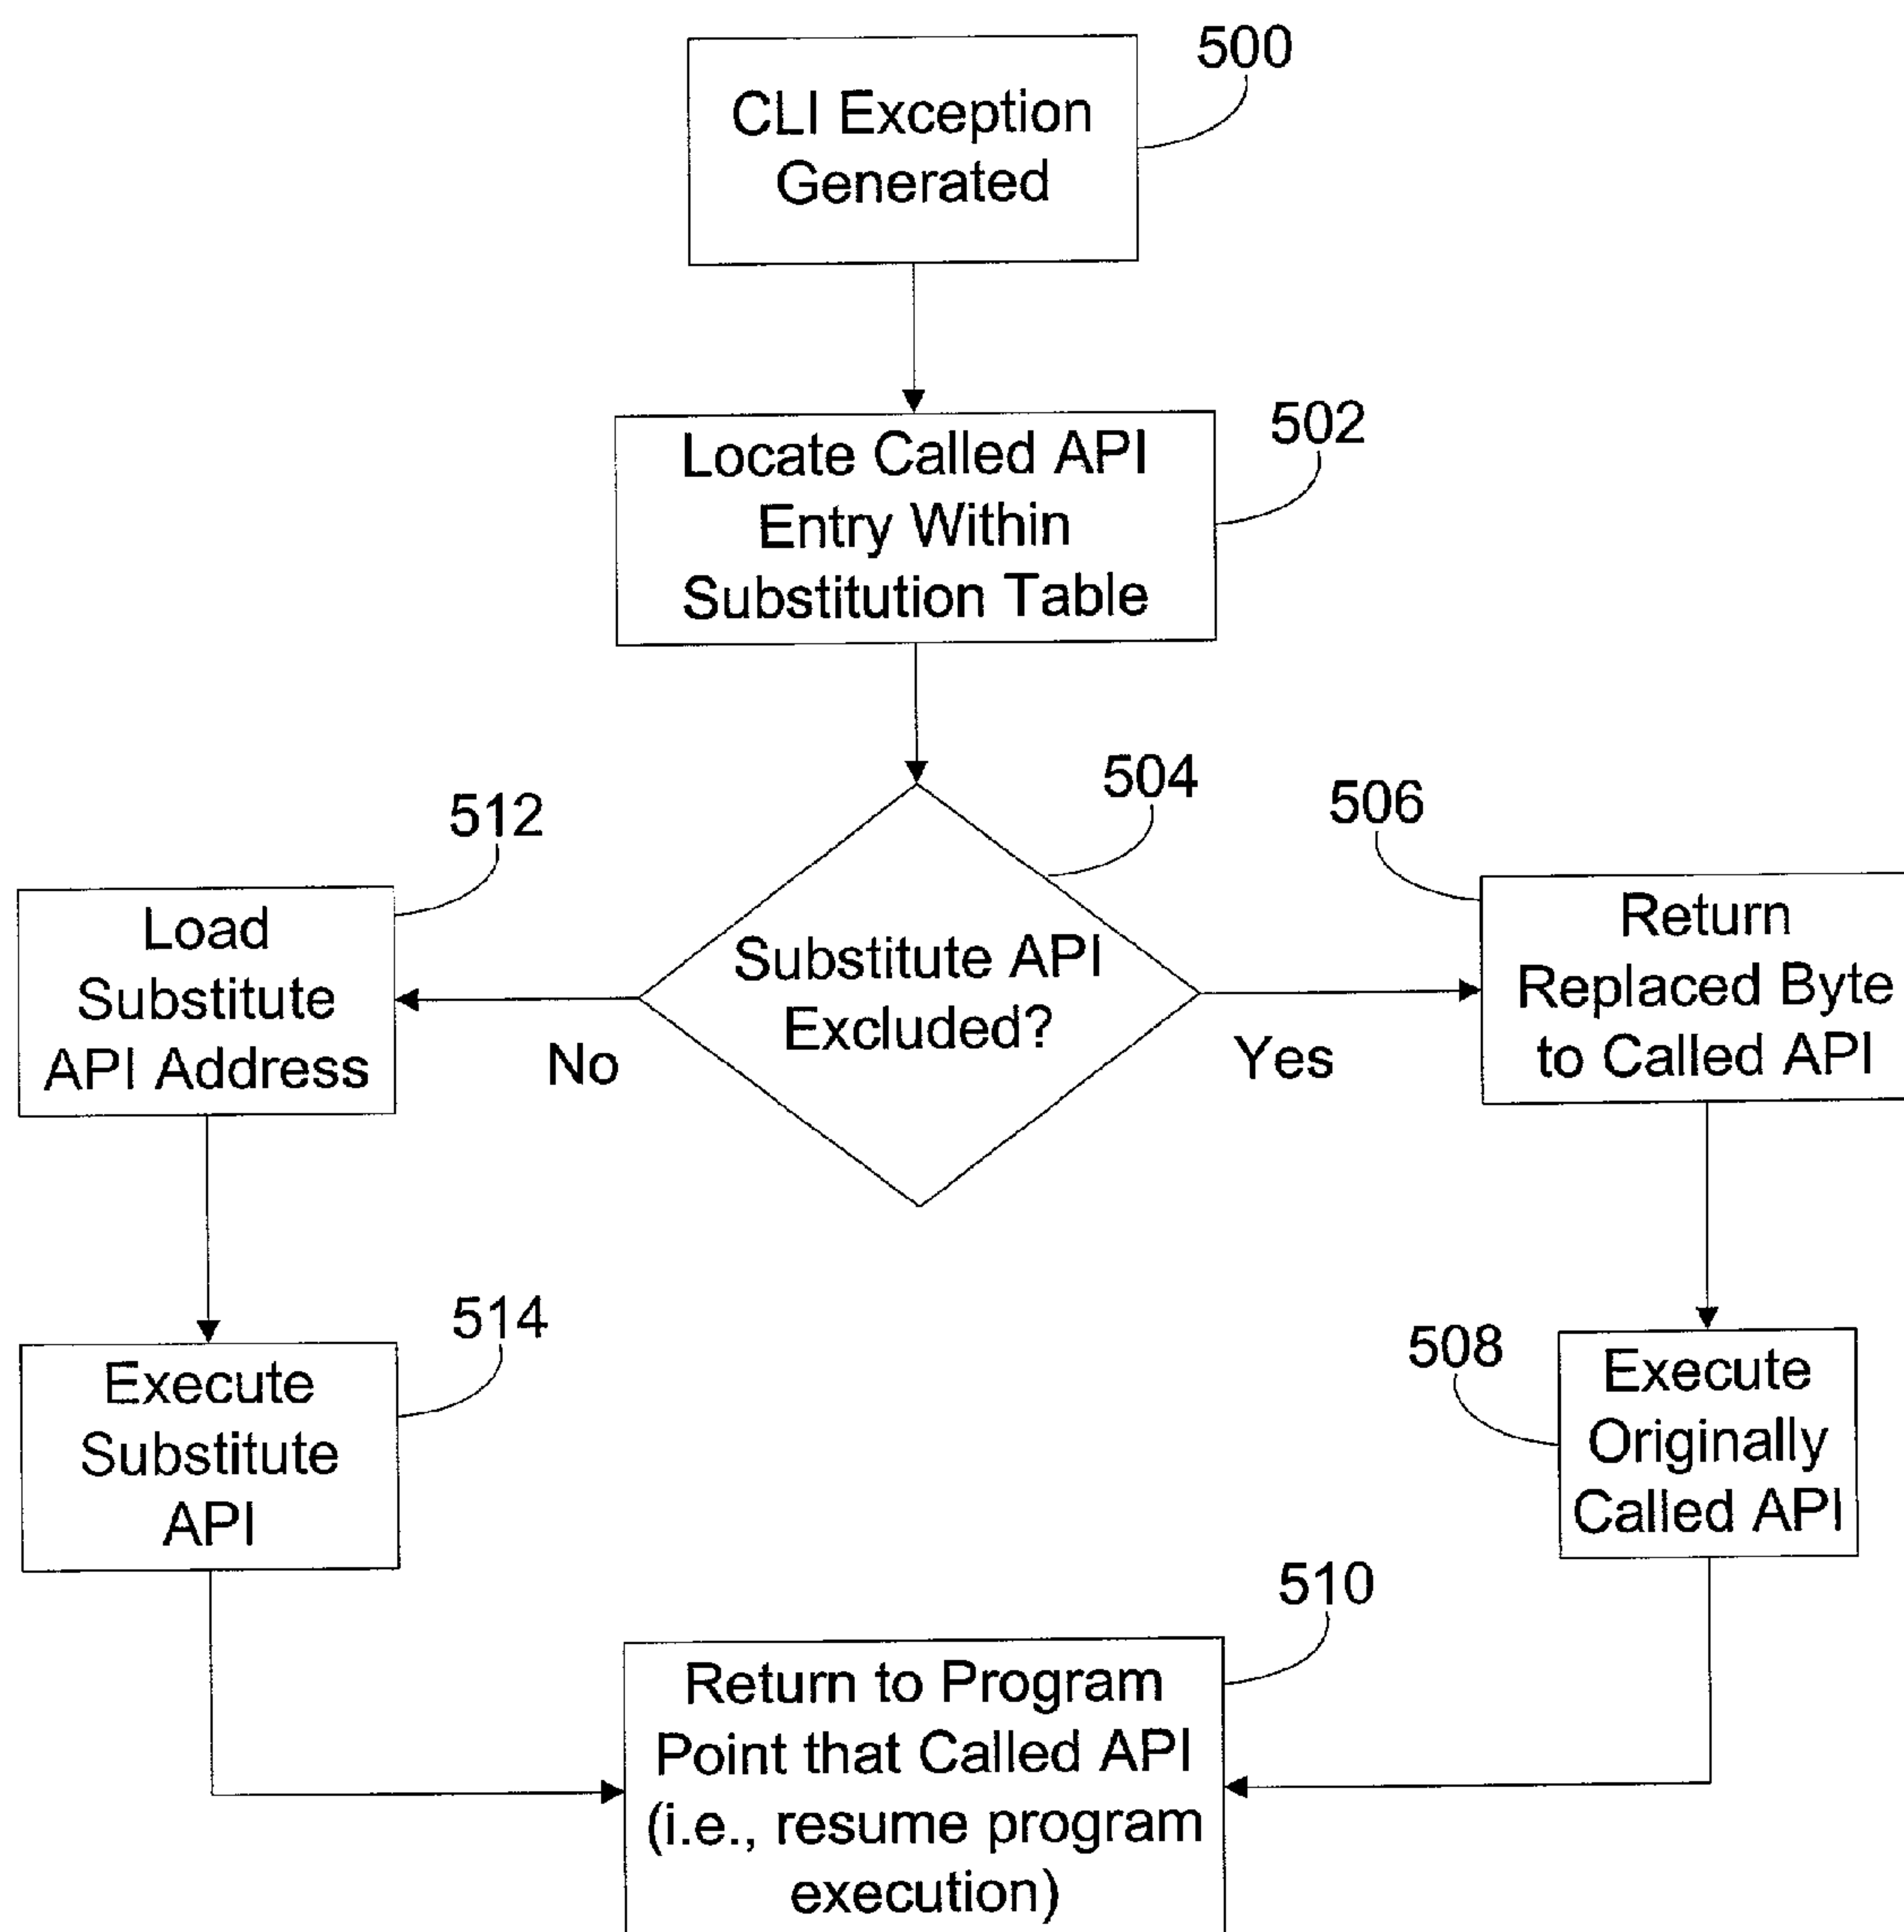 500
CLI Exception
Generated
502
Locate Called API
Entry Within
Substitution Table
504
Substitute API
Excluded?
No
Yes
512
Load
Substitute
API Address
506
Return
Replaced Byte
to Called API
514
Execute
Substitute
API
508
Execute
Originally
Called API
510
Return to Program
Point that Called API
(i.e., resume program
execution)